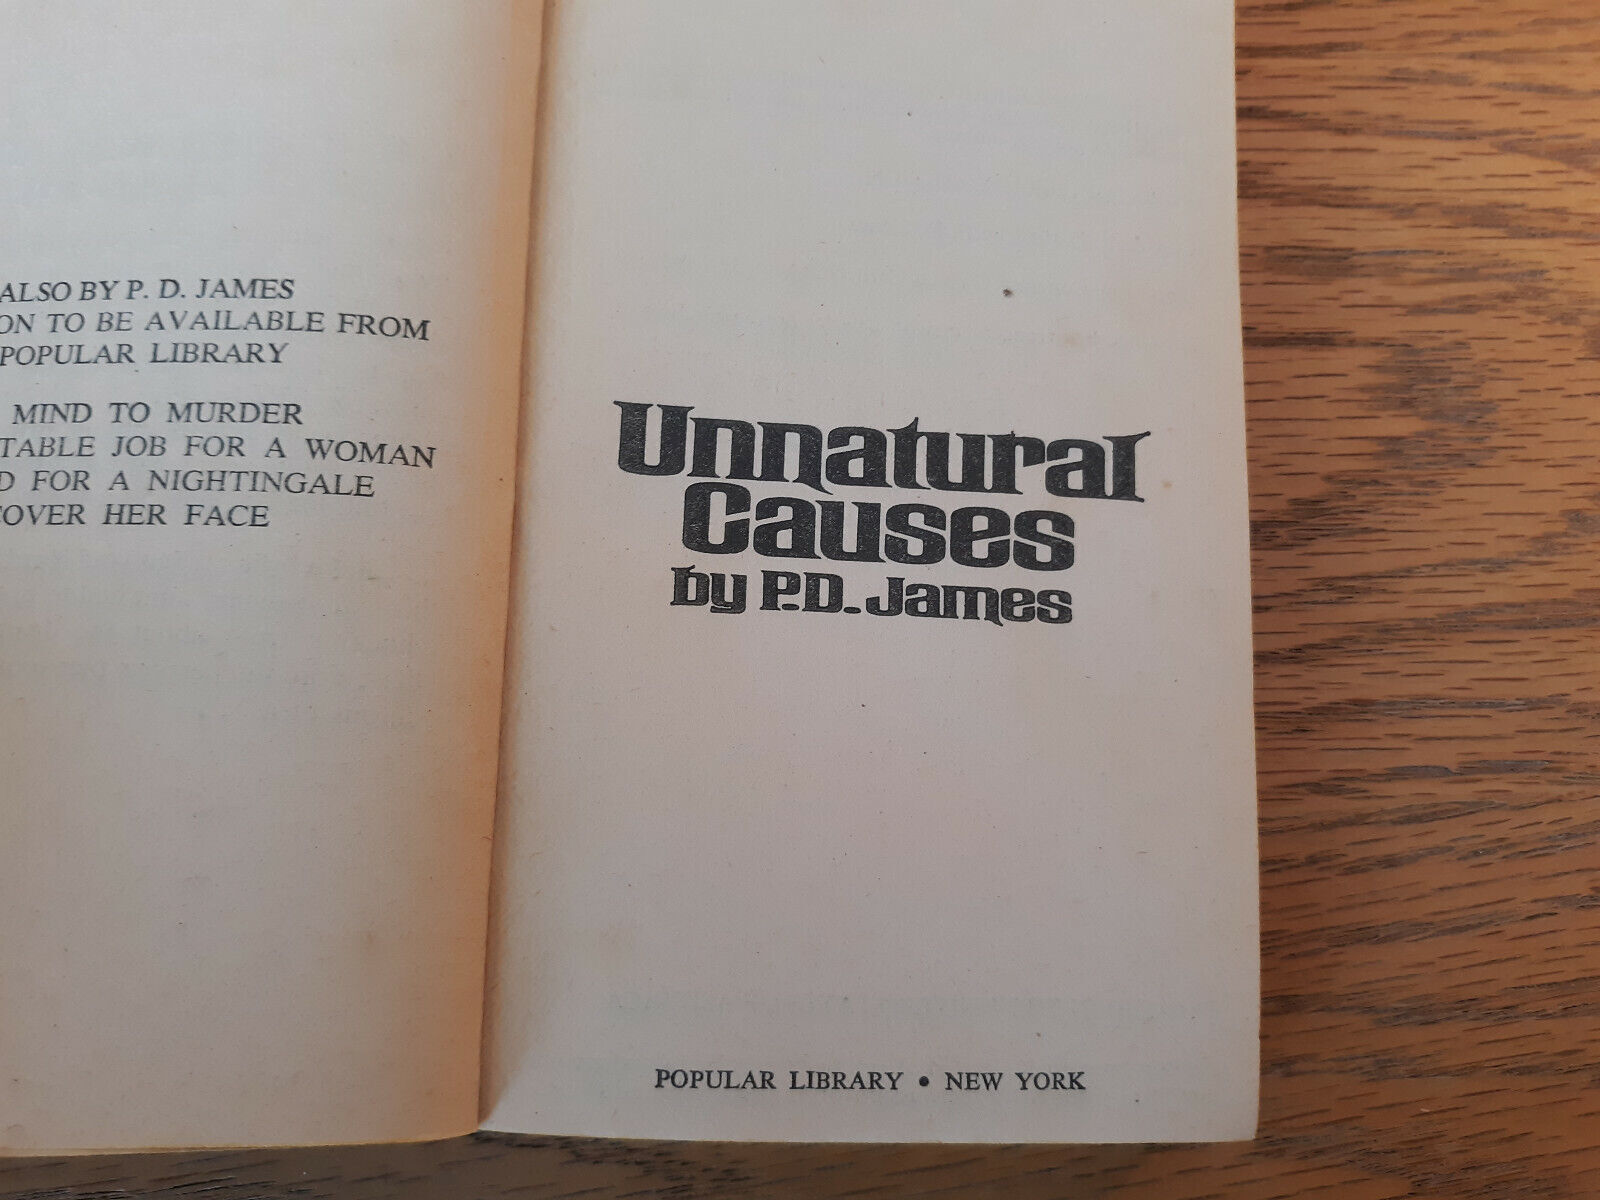 ALSO BY P. D. JAMES
ON TO BE AVAILABLE FROM
POPULAR LIBRARY
MIND TO MURDER
TABLE JOB FOR A WOMAN
D FOR A NIGHTINGALE
COVER HER FACE
Unnatural
Causes
by P.D. James
POPULAR LIBRARY • NEW YORK